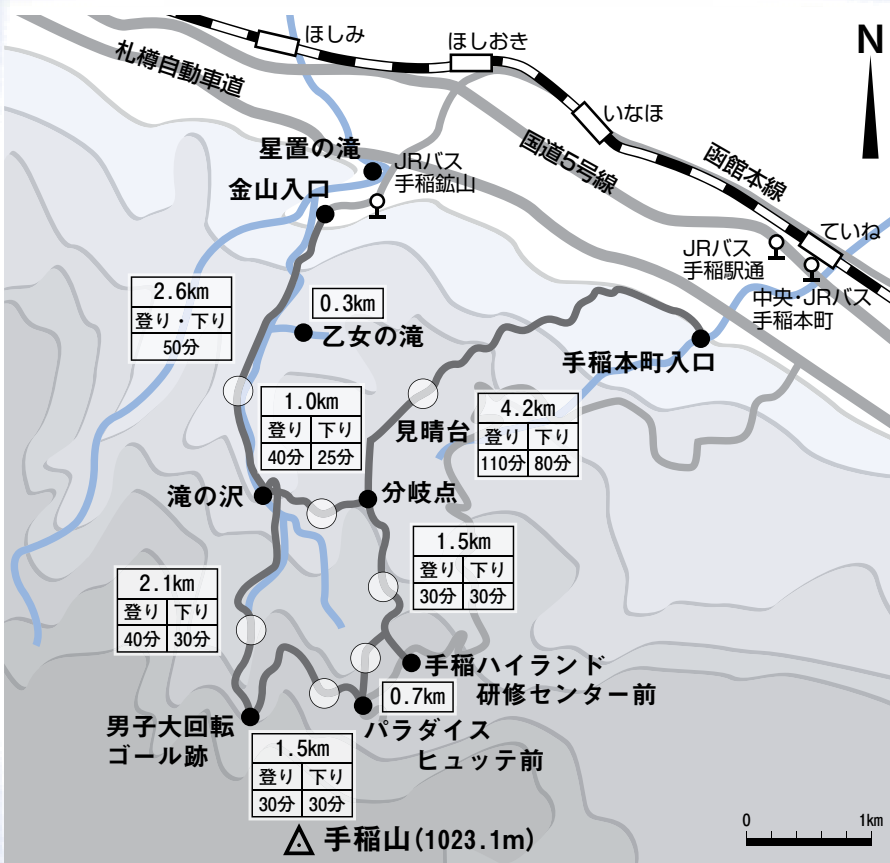 ほしみ
ほしおき
N
札樽自動車道
いなほ
星置の滝
JRバス
手稲鉱山
国道5号線
函館本線
金山入口
ていね
JRバス
手稲駅通
中央・JRバス
手稲本町
2.6km
登り・下り
50分
0.3km
乙女の滝
手稲本町入口
1.0km
登り 下り
40分 25分
見晴台
4.2km
登り 下り
110分 80分
滝の沢
分岐点
1.5km
登り 下り
30分 30分
2.1km
登り 下り
40分 30分
手稲ハイランド
研修センター前
0.7km
男子大回転
ゴール跡
パラダイス
ヒュッテ前
1.5km
登り 下り
30分 30分
手稲山(1023.1m)
0 1km